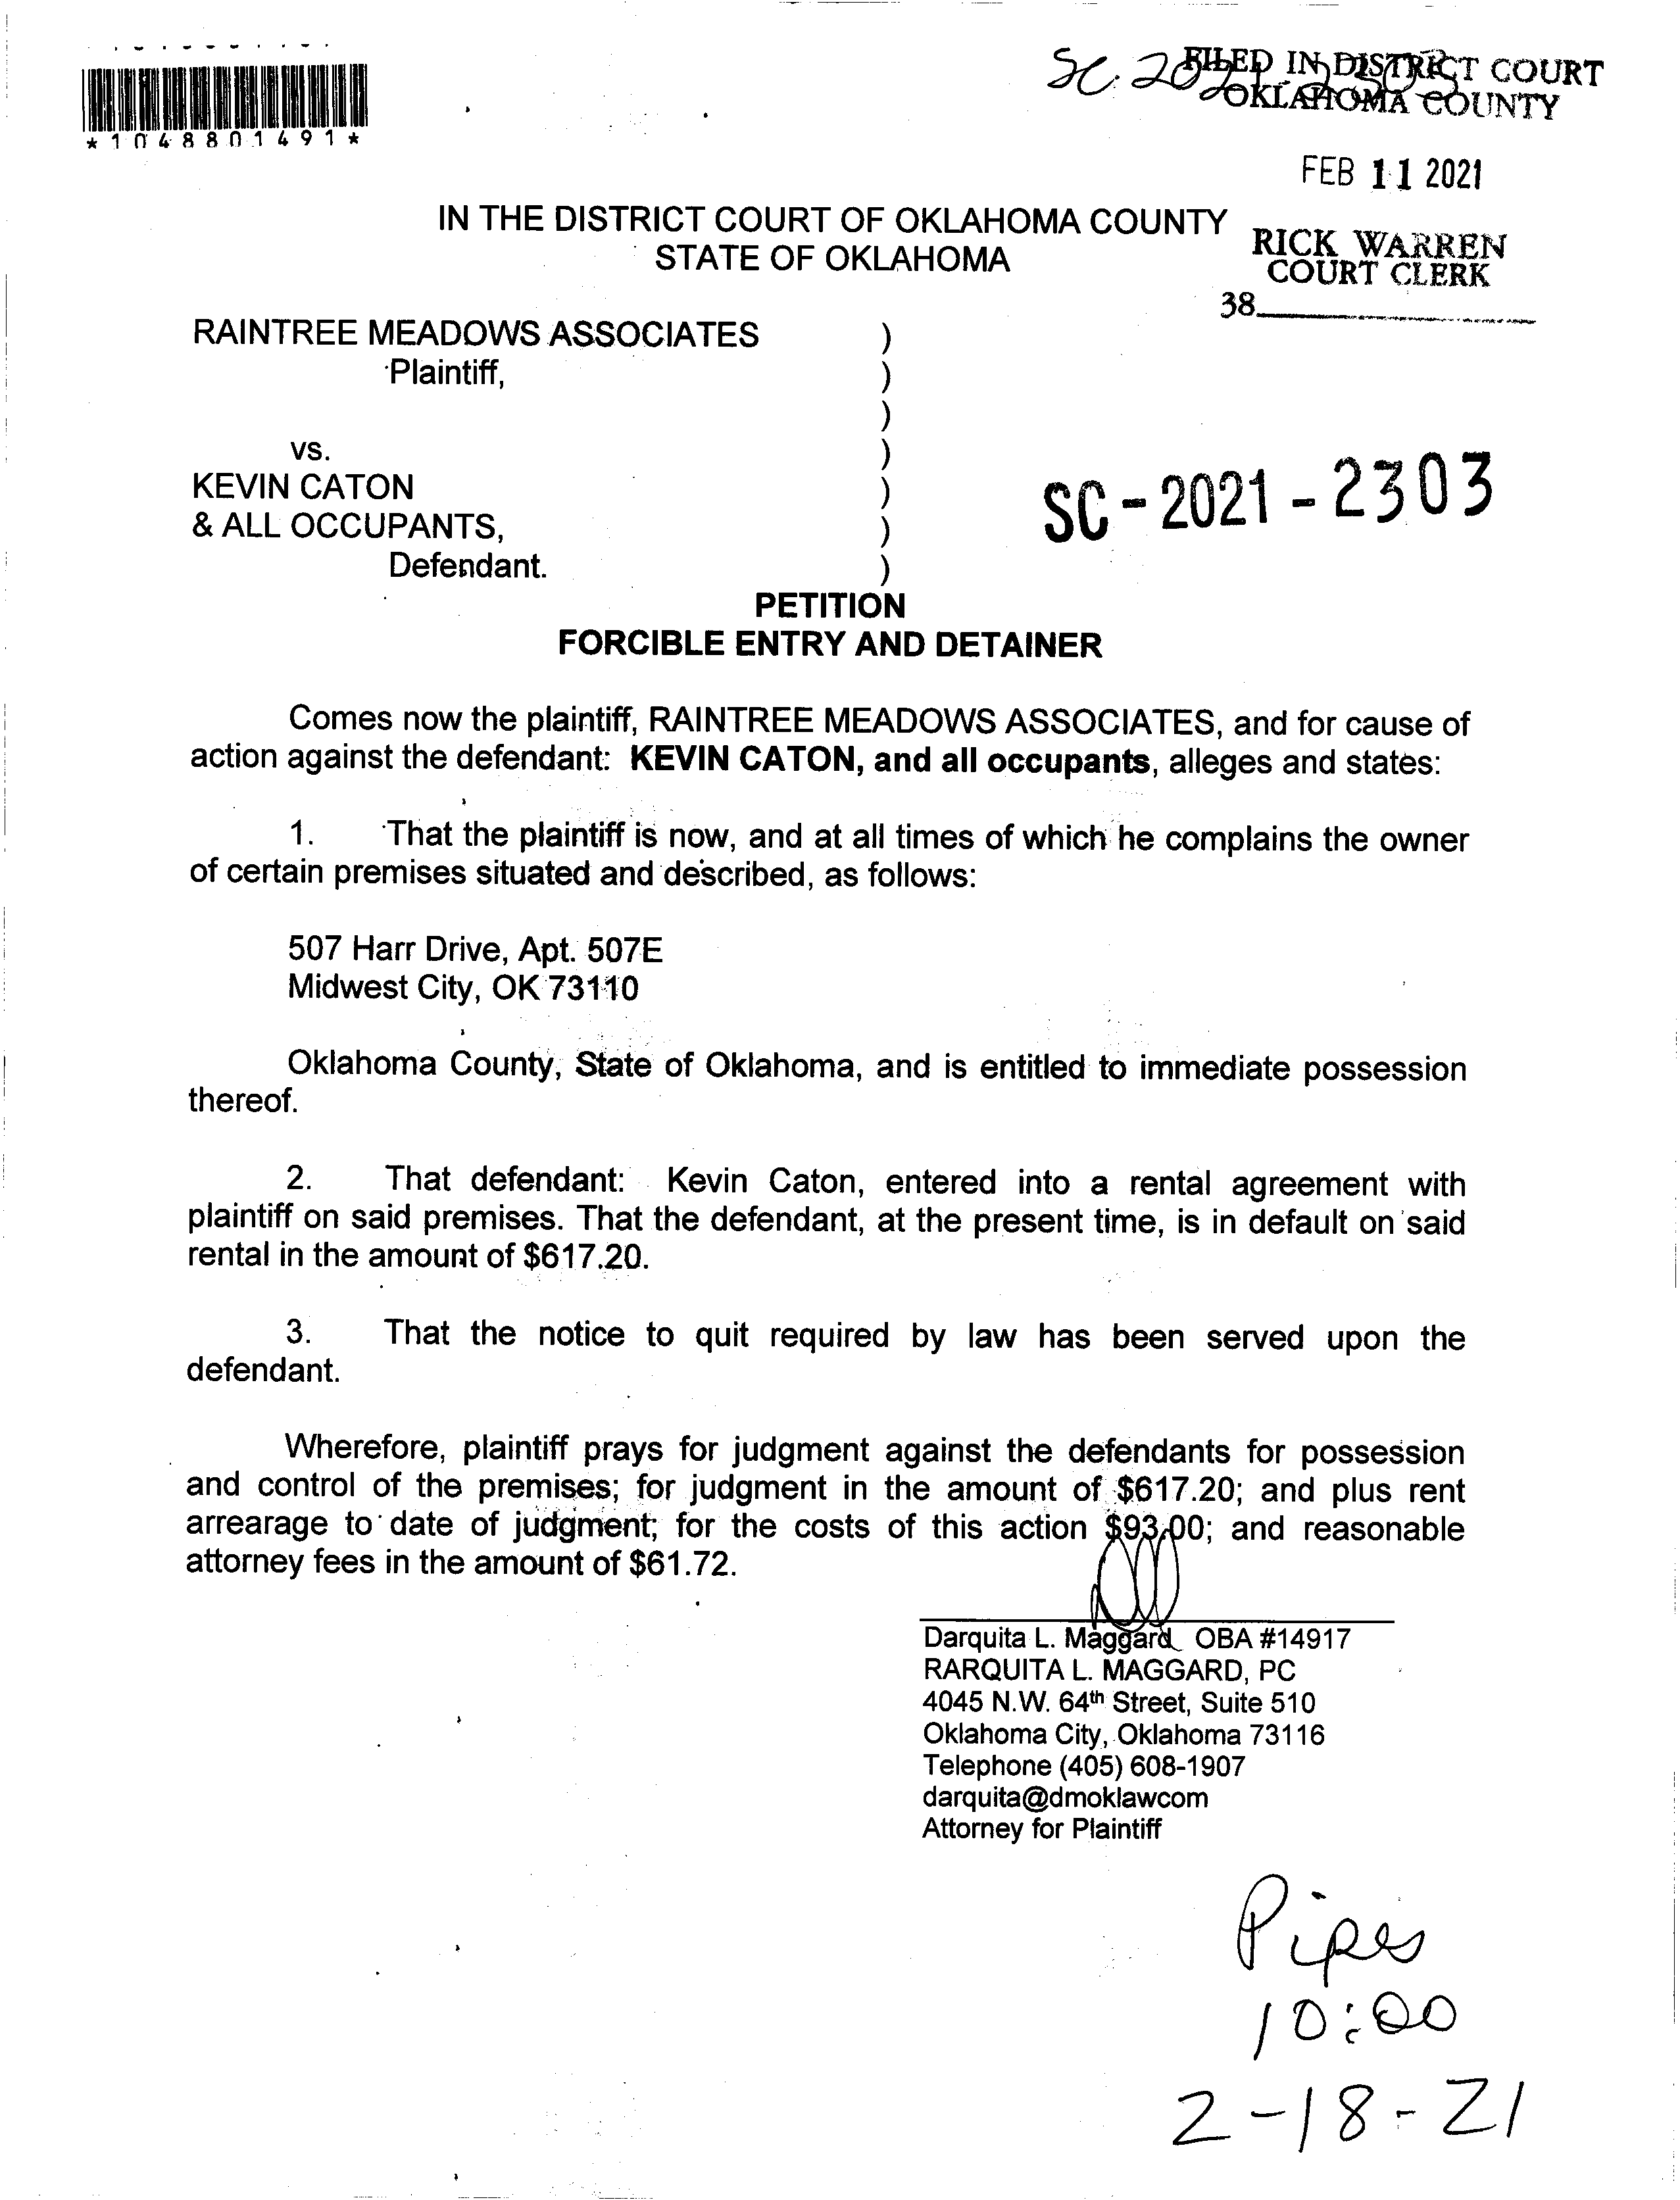 *1048801491*
FILED IN DISTRICT COURT
OKLAHOMA COUNTY
FEB 11 2021
RICK WARREN
COURT CLERK
38
IN THE DISTRICT COURT OF OKLAHOMA COUNTY
STATE OF OKLAHOMA
RAINTREE MEADOWS ASSOCIATES )
Plaintiff, )
)
vs. )
KEVIN CATON )
& ALL OCCUPANTS, )
Defendant. )
SC-2021-2303
PETITION
FORCIBLE ENTRY AND DETAINER
Comes now the plaintiff, RAINTREE MEADOWS ASSOCIATES, and for cause of
action against the defendant: KEVIN CATON, and all occupants, alleges and states:
1. That the plaintiff is now, and at all times of which he complains the owner
of certain premises situated and described, as follows:
507 Harr Drive, Apt. 507E
Midwest City, OK 73110
Oklahoma County, State of Oklahoma, and is entitled to immediate possession
thereof.
2. That defendant: Kevin Caton, entered into a rental agreement with
plaintiff on said premises. That the defendant, at the present time, is in default on said
rental in the amount of $617.20.
3. That the notice to quit required by law has been served upon the
defendant.
Wherefore, plaintiff prays for judgment against the defendants for possession
and control of the premises; for judgment in the amount of $617.20; and plus rent
arrearage to date of judgment; for the costs of this action $93.00; and reasonable
attorney fees in the amount of $61.72.
Darquita L. Maggard OBA #14917
RARQUITA L. MAGGARD, PC
4045 N.W. 64th Street, Suite 510
Oklahoma City, Oklahoma 73116
Telephone (405) 608-1907
darquita@dmoklawcom
Attorney for Plaintiff
Pipes
10:00
2-18-21